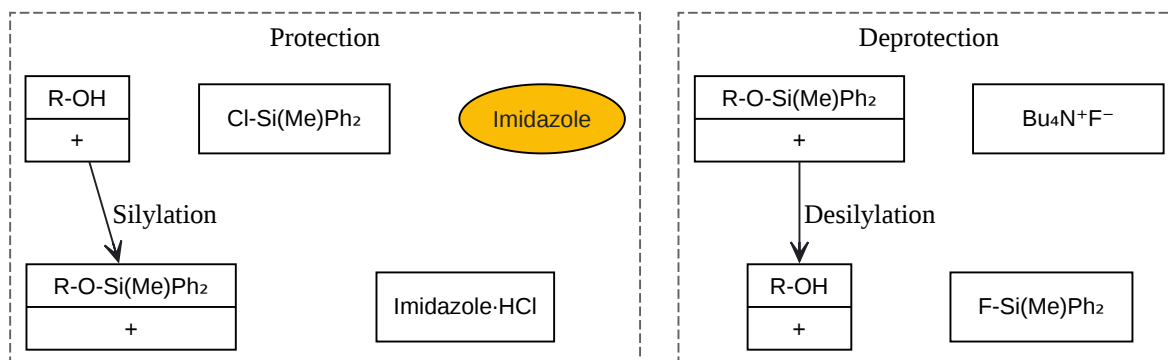 Protection
R-OH
+
Cl-Si(Me)Ph₂
Imidazole
Silylation
R-O-Si(Me)Ph₂
+
Imidazole·HCl
Deprotection
R-O-Si(Me)Ph₂
+
Bu₄N⁺F⁻
Desilylation
R-OH
+
F-Si(Me)Ph₂